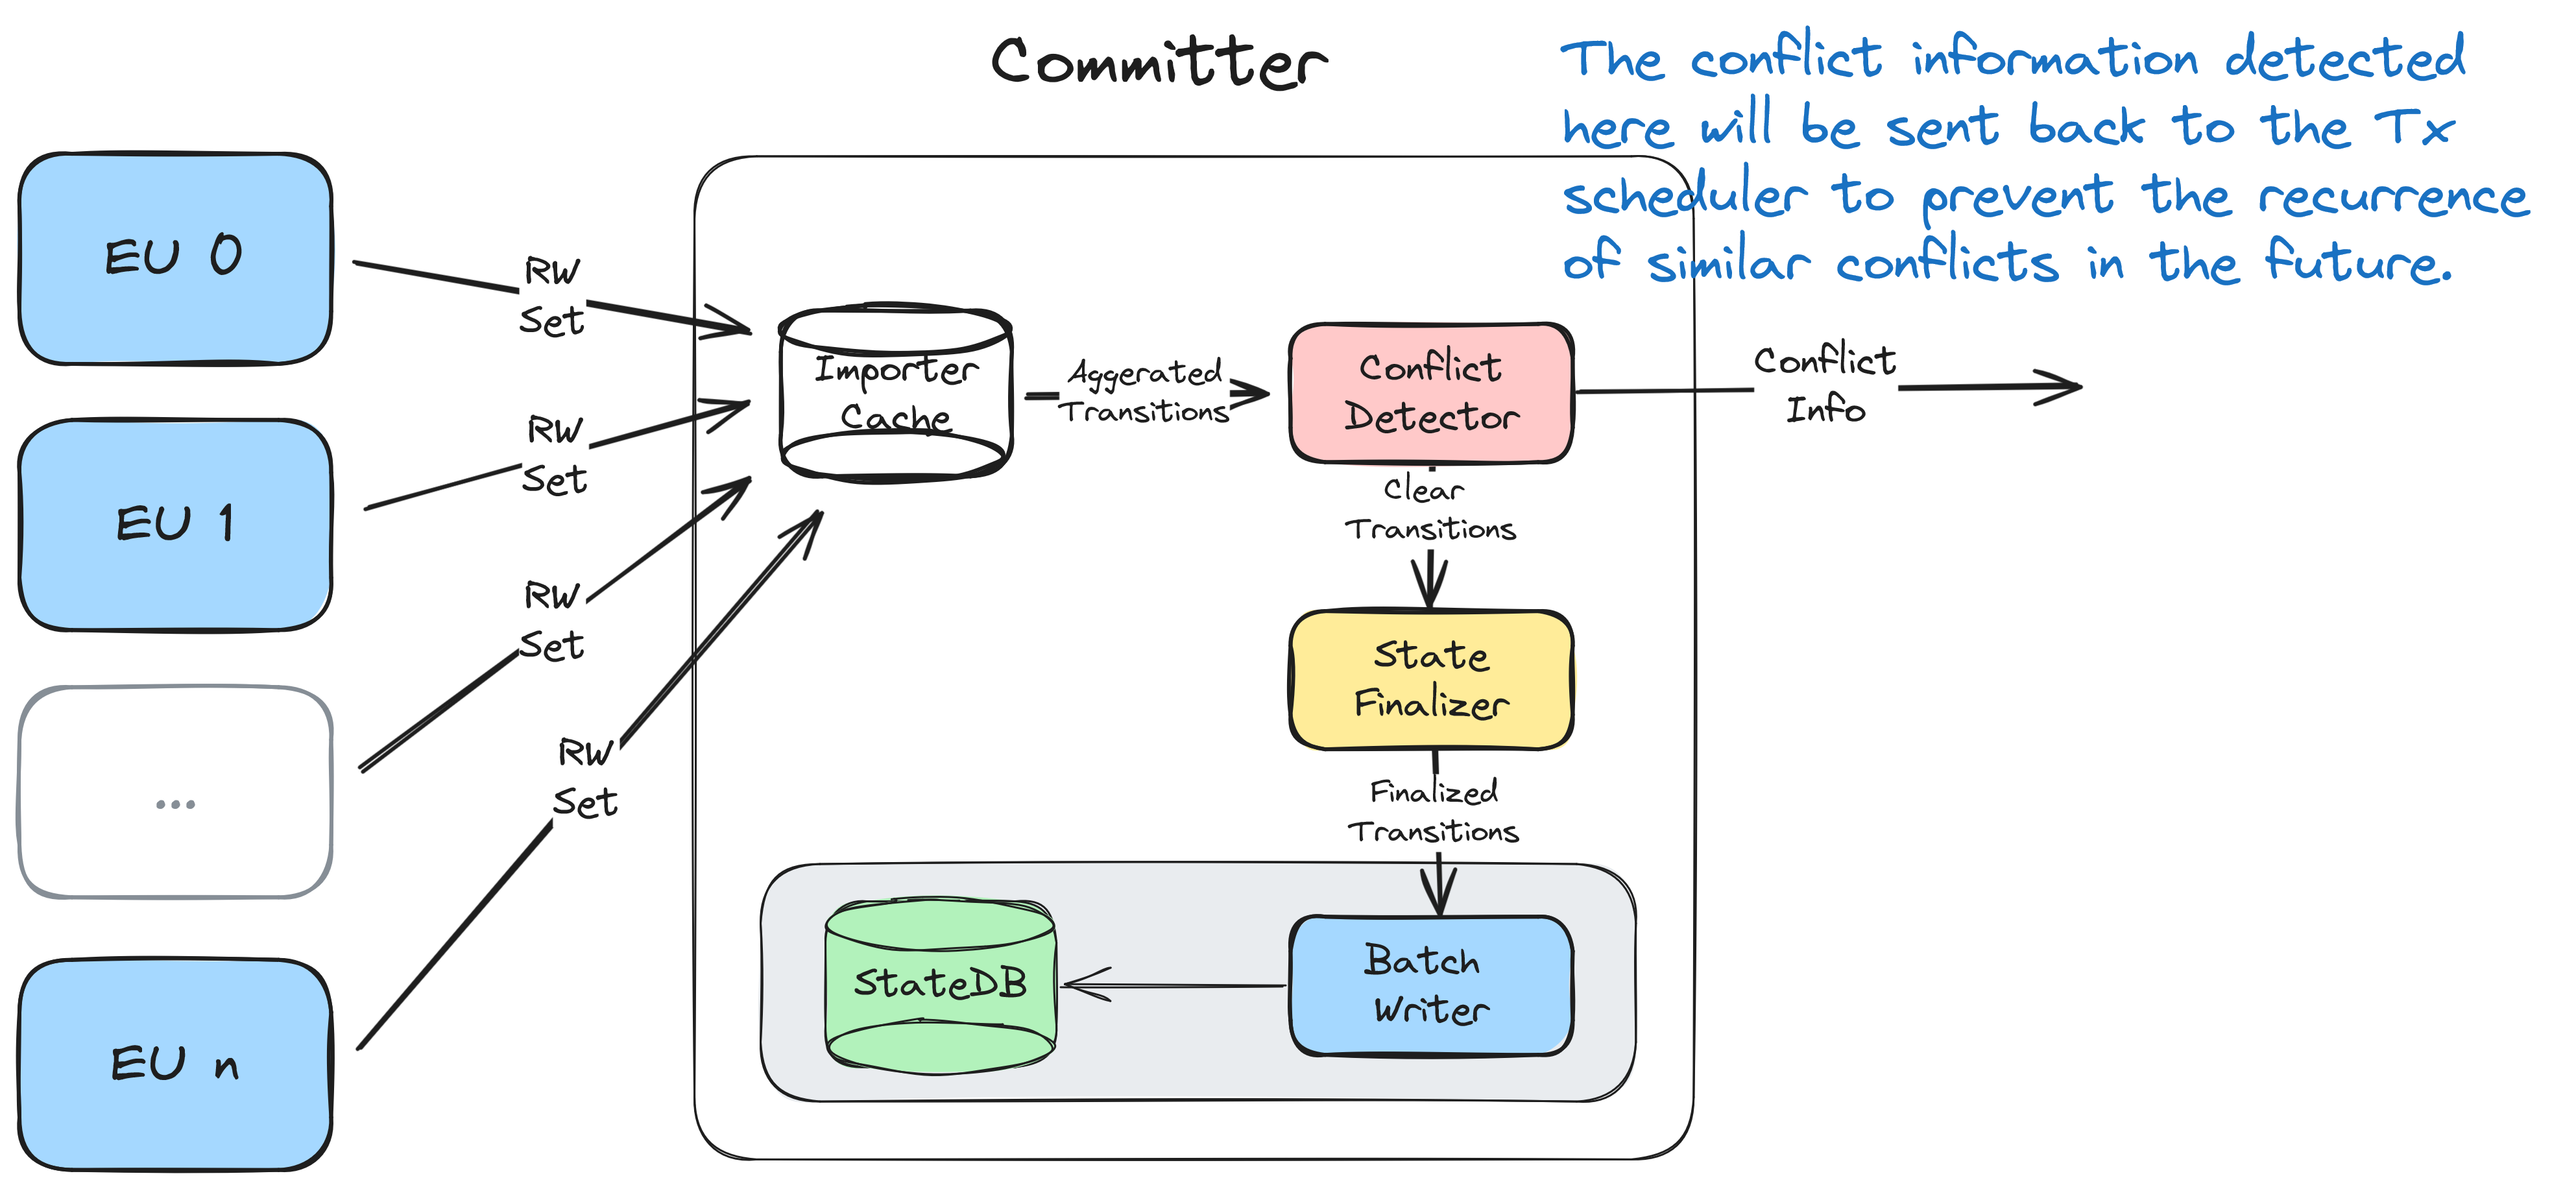 Committer
The conflict information detected
here will be sent back to the Tx
scheduler to prevent the recurrence
of similar conflicts in the future.
EU 0
RW
Set
EU 1
RW
Set
...
RW
Set
EU n
RW
Set
Importer
Cache
Aggerated
Transitions
Conflict
Detector
Conflict
Info
Clear
Transitions
State
Finalizer
Finalized
Transitions
Batch
Writer
StateDB